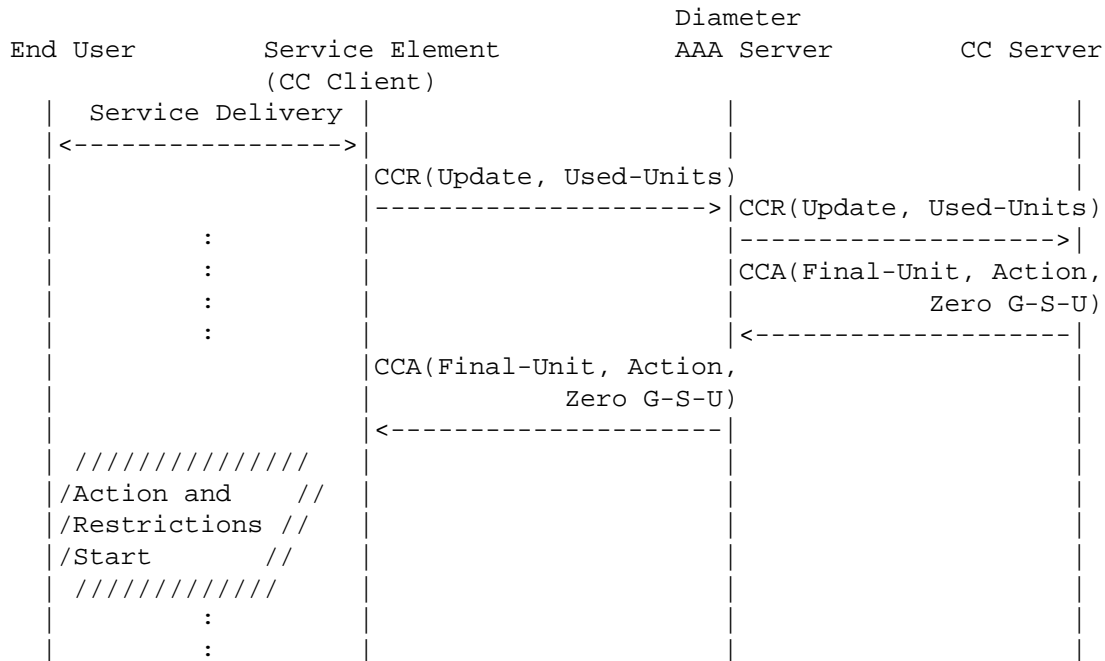 Diameter
End User        Service Element              AAA Server          CC Server
                (CC Client)
  |  Service Delivery |                      |                     |
  |<----------------->|                      |                     |
  |                   |CCR(Update, Used-Units)                     |
  |                   |--------------------->|CCR(Update, Used-Units)
  |         :         |                      |-------------------->|
  |         :         |                      |CCA(Final-Unit, Action,
  |         :         |                      |            Zero G-S-U)
  |         :         |                      |<--------------------|
  |                   |CCA(Final-Unit, Action,                     |
  |                   |            Zero G-S-U)                     |
  |                   |<---------------------|                     |
  | ///////////////   |                      |                     |
  |/Action and    //  |                      |                     |
  |/Restrictions //   |                      |                     |
  |/Start       //    |                      |                     |
  | /////////////     |                      |                     |
  |         :         |                      |                     |
  |         :         |                      |                     |